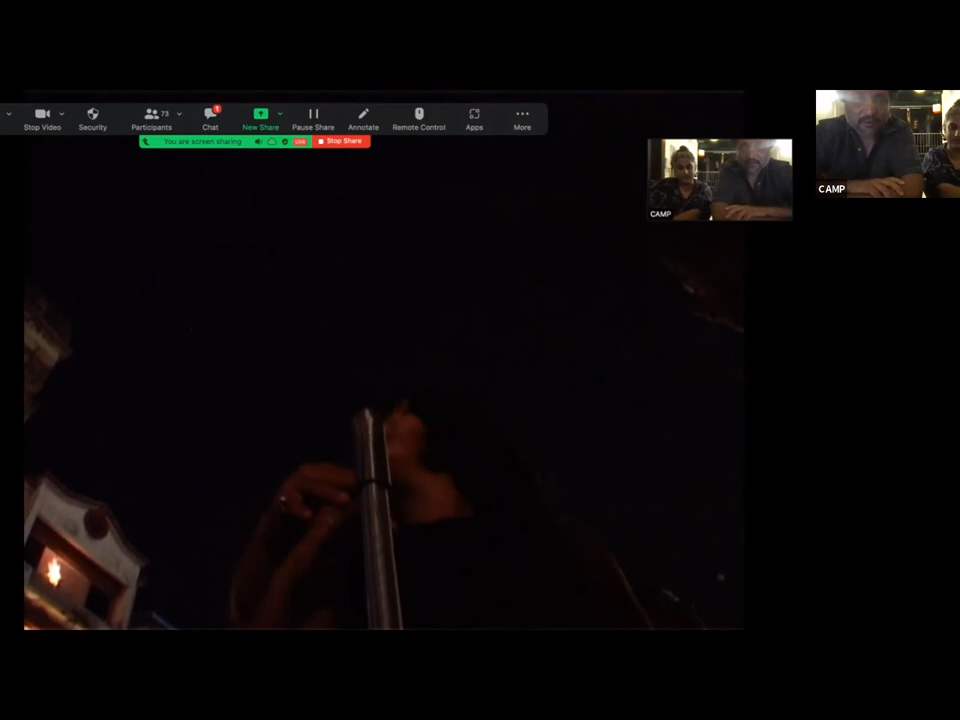 Stop Video
Security
Participants 73
Chat 1
New Share
Pause Share
Annotate
Remote Control
Apps
More
You are screen sharing
LIVE
Stop Share
CAMP
CAMP